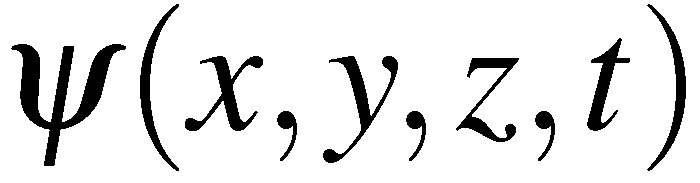 ψ(x, y, z, t)